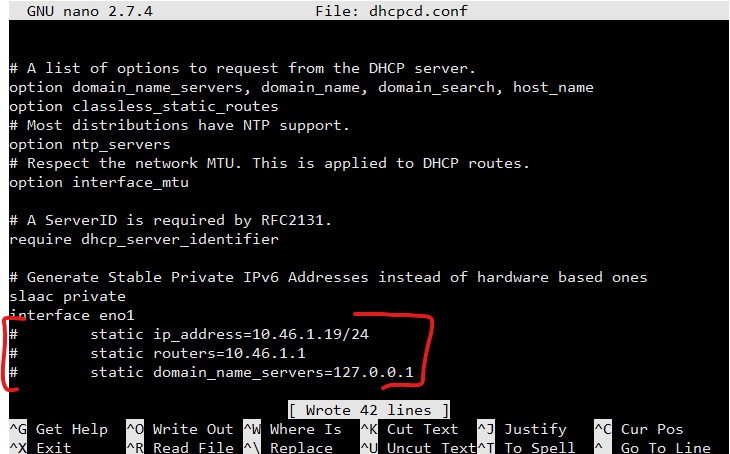 GNU nano 2.7.4 File: dhcpcd.conf
# A list of options to request from the DHCP server.
option domain_name_servers, domain_name, domain_search, host_name
option classless_static_routes
# Most distributions have NTP support.
option ntp_servers
# Respect the network MTU. This is applied to DHCP routes.
option interface_mtu
# A ServerID is required by RFC2131.
require dhcp_server_identifier
# Generate Stable Private IPv6 Addresses instead of hardware based ones
slaac private
interface eno1
# static ip_address=10.46.1.19/24
# static routers=10.46.1.1
# static domain_name_servers=127.0.0.1
[ Wrote 42 lines ]
^G Get Help ^O Write Out ^W Where Is ^K Cut Text ^J Justify ^C Cur Pos
^X Exit ^R Read File ^\ Replace ^U Uncut Text ^T To Spell ^_ Go To Line